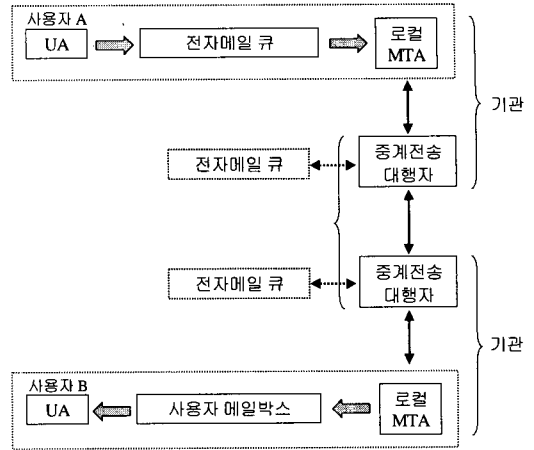 사용자 A
UA
전자메일 큐
로컬
MTA
기관
전자메일 큐
중계전송
대행자
전자메일 큐
중계전송
대행자
기관
사용자 B
UA
사용자 메일박스
로컬
MTA